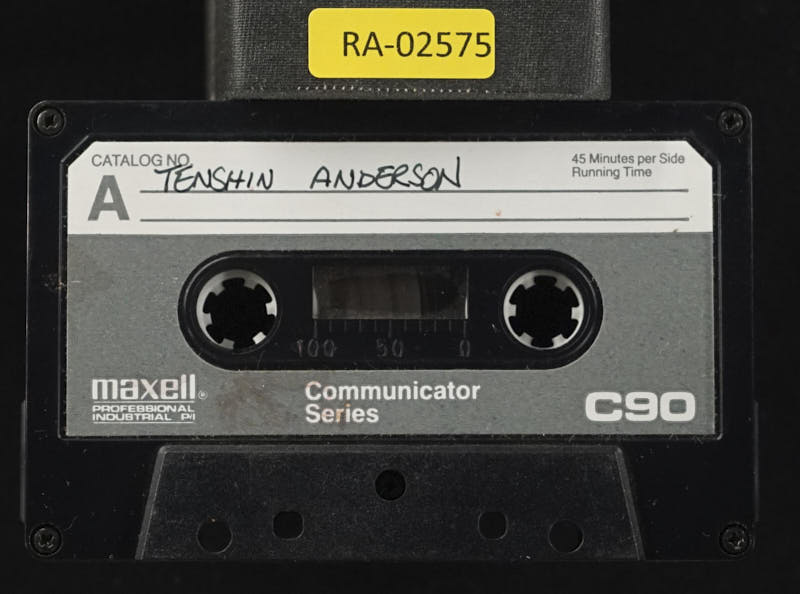 RA-02575
CATALOG NO.
TENSHIN ANDERSON
45 Minutes per Side
Running Time
A
100 50 0
maxell®
PROFESSIONAL
INDUSTRIAL P/I
Communicator
Series
C90